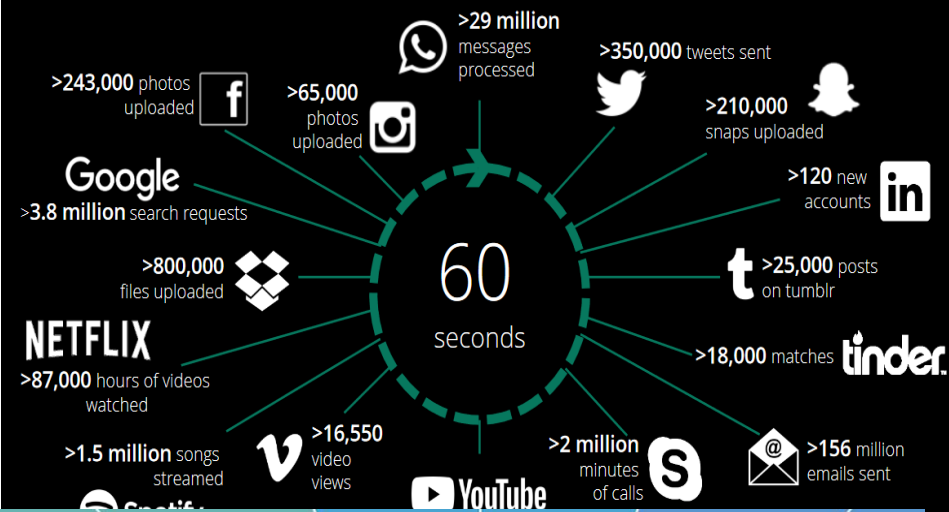 >29 million
messages
processed
>350,000 tweets sent
>243,000 photos
uploaded
f
>65,000
photos
uploaded
>210,000
snaps uploaded
Google
>3.8 million search requests
>120 new
accounts
in
>800,000
files uploaded
60
seconds
t
>25,000 posts
on tumblr
NETFLIX
>87,000 hours of videos
watched
>18,000 matches
tinder
>1.5 million songs
streamed
Spotify
v
>16,550
video
views
YouTube
>2 million
minutes
of calls
S
@
>156 million
emails sent